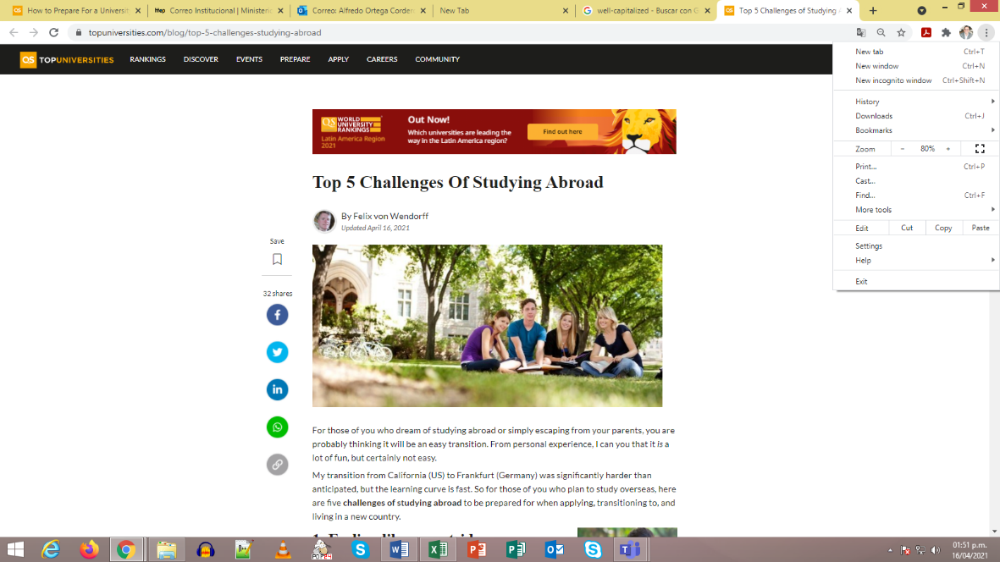 How to Prepare For a Universit
Correo Institucional | Ministeri
Correo: Alfredo Ortega Corder
New Tab
well-capitalized - Buscar con G
Top 5 Challenges of Studying A
topuniversities.com/blog/top-5-challenges-studying-abroad
QS TOPUNIVERSITIES
RANKINGS DISCOVER EVENTS PREPARE APPLY CAREERS COMMUNITY
New tab Ctrl+T
New window Ctrl+N
New incognito window Ctrl+Shift+N
History
Downloads Ctrl+J
Bookmarks
Zoom - 80% +
Print... Ctrl+P
Cast...
Find... Ctrl+F
More tools
Edit Cut Copy Paste
Settings
Help
Exit
QS WORLD
UNIVERSITY
RANKINGS
Latin America Region
2021
Out Now!
Which universities are leading the
way in the Latin America region?
Find out here
Top 5 Challenges Of Studying Abroad
By Felix von Wendorff
Updated April 16, 2021
Save
32 shares
For those of you who dream of studying abroad or simply escaping from your parents, you are
probably thinking it will be an easy transition. From personal experience, I can you that it is a
lot of fun, but certainly not easy.
My transition from California (US) to Frankfurt (Germany) was significantly harder than
anticipated, but the learning curve is fast. So for those of you who plan to study overseas, here
are five challenges of studying abroad to be prepared for when applying, transitioning to, and
living in a new country.
01:51 p.m.
16/04/2021